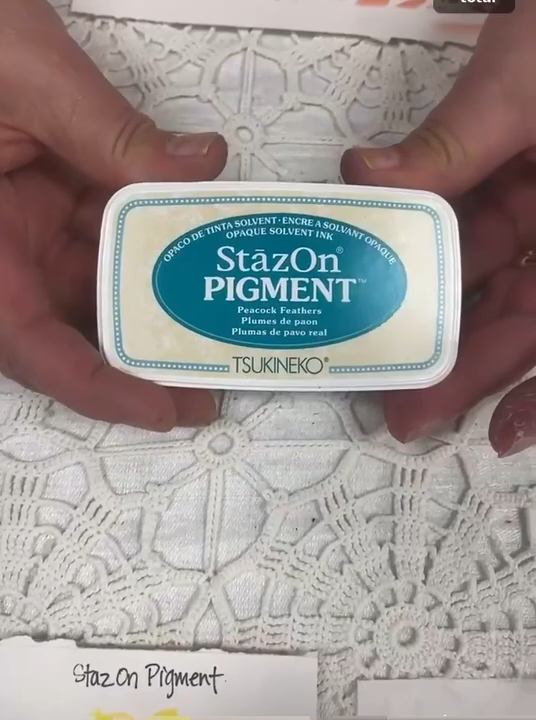 total
OPACO DE TINTA SOLVENT · ENCRE A SOLVANT OPAQUE
OPAQUE SOLVENT INK
StāzOn®
PIGMENT™
Peacock Feathers
Plumes de paon
Plumas de pavo real
TSUKINEKO®
StazOn Pigment